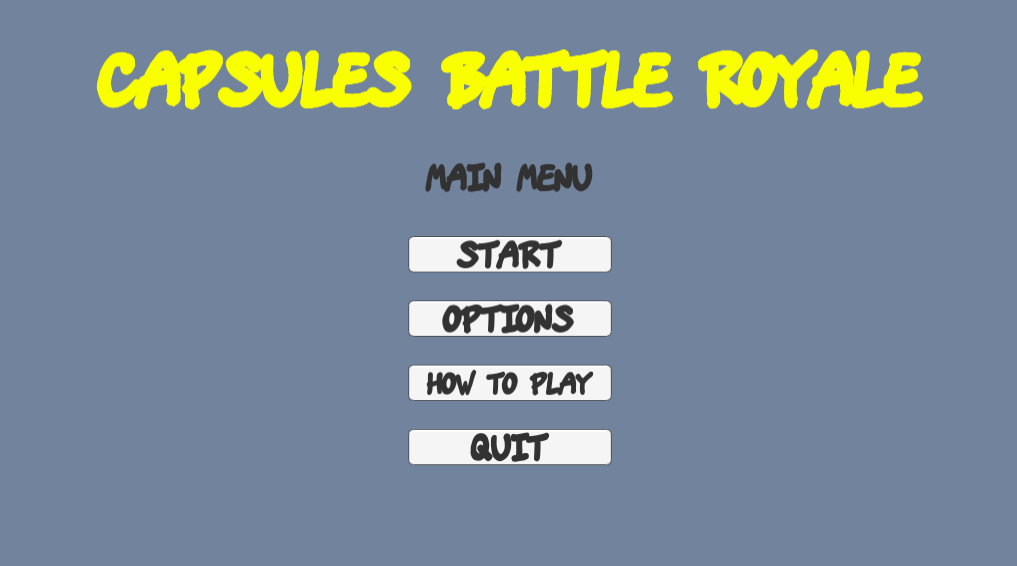 CAPSULES BATTLE ROYALE
MAIN MENU
START
OPTIONS
HOW TO PLAY
QUIT